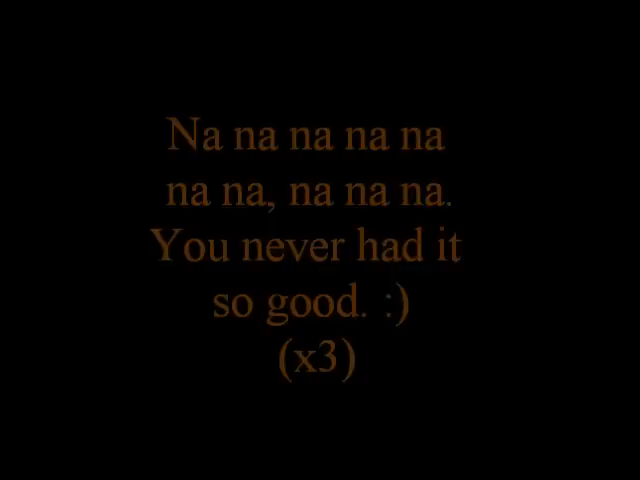 Na na na na na
na na, na na na.
You never had it
so good. :)
(x3)